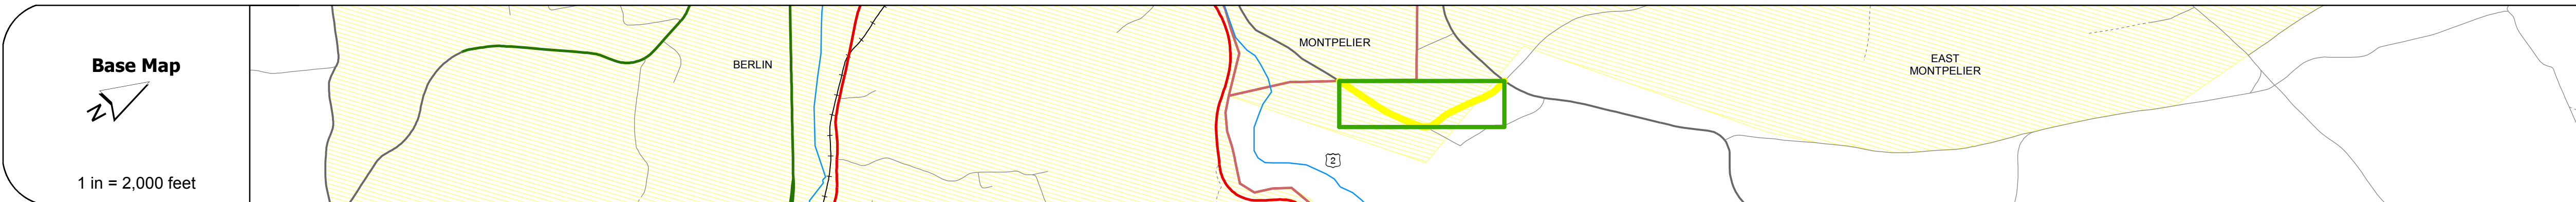 Base Map
N
1 in = 2,000 feet
BERLIN
MONTPELIER
2
EAST
MONTPELIER